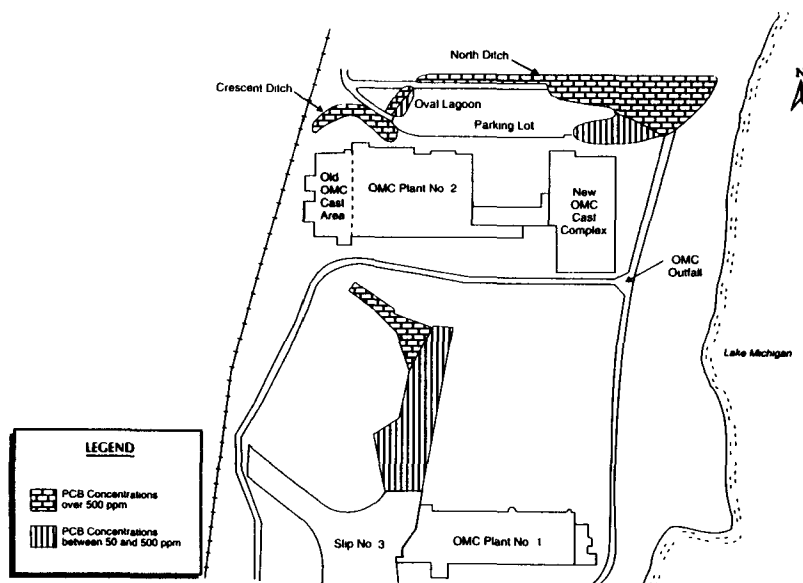 North Ditch
N
Crescent Ditch
Oval Lagoon
Parking Lot
Old
OMC
Cast
Area
OMC Plant No. 2
New
OMC
Cast
Complex
OMC
Outfall
Lake Michigan
LEGEND
PCB Concentrations
over 500 ppm
PCB Concentrations
between 50 and 500 ppm
Slip No. 3
OMC Plant No. 1